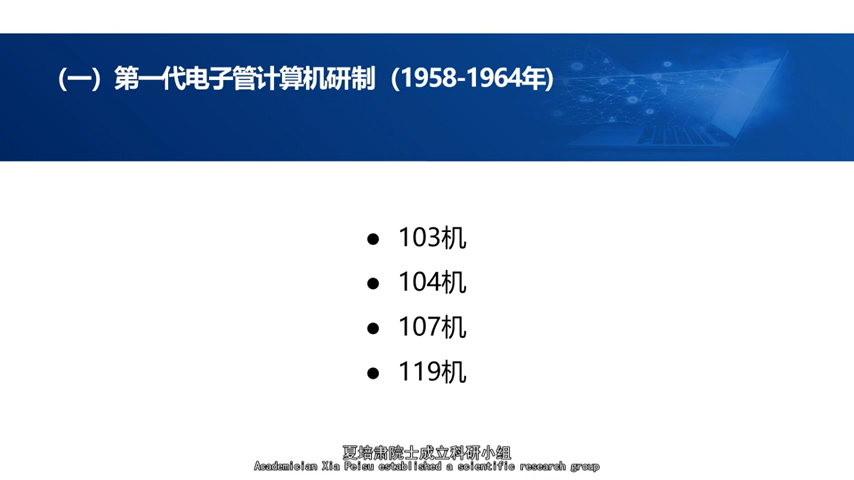 （一）第一代电子管计算机研制（1958-1964年)
● 103机
● 104机
● 107机
● 119机
夏培肃院士成立科研小组
Academician Xia Peisu established a scientific research group